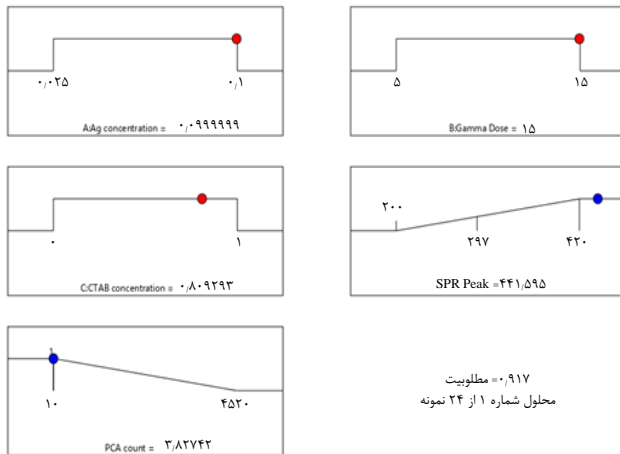 ۰٫۰۲۵ ۰٫۱
A:Ag concentration = ۰٫۰۹۹۹۹۹۹
۵ ۱۵
B:Gamma Dose = ۱۵
۰ ۱
C:CTAB concentration = ۰٫۸۰۹۲۹۳
۲۰۰
۲۹۷ ۴۲۰
SPR Peak =۴۴۱٫۵۹۵
۱۰ ۴۵۲۰
PCA count = ۳٫۸۲۷۴۲
۰٫۹۱۷= مطلوبیت
محلول شماره ۱ از ۲۴ نمونه